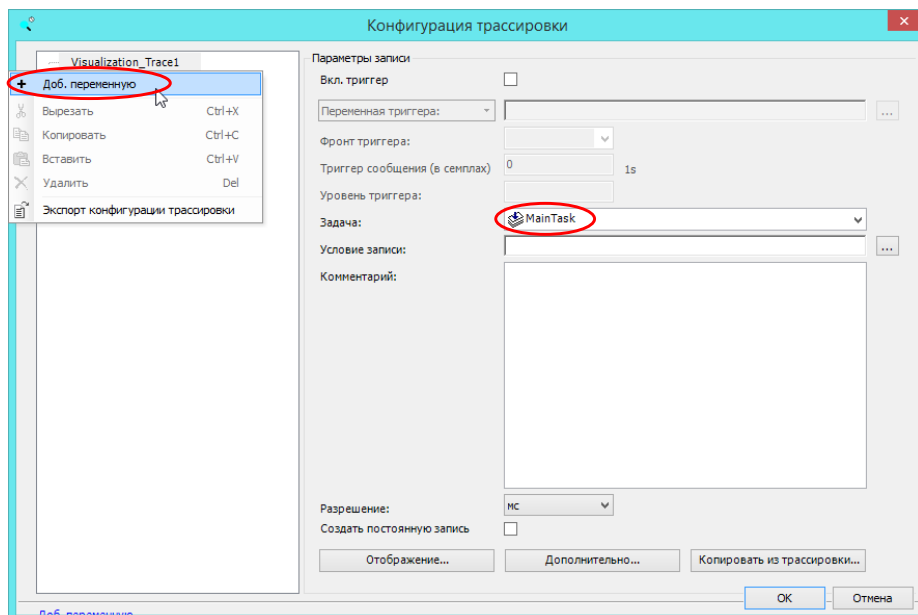 Конфигурация трассировки
Visualization_Trace1
Доб. переменную
Вырезать Ctrl+X
Копировать Ctrl+C
Вставить Ctrl+V
Удалить Del
Экспорт конфигурации трассировки
Параметры записи
Вкл. триггер
Переменная триггера: ...
Фронт триггера:
Триггер сообщения (в семплах) 0 1s
Уровень триггера:
Задача: MainTask
Условие записи: ...
Комментарий:
Разрешение: мс
Создать постоянную запись
Отображение... Дополнительно... Копировать из трассировки...
OK Отмена
Доб. переменную